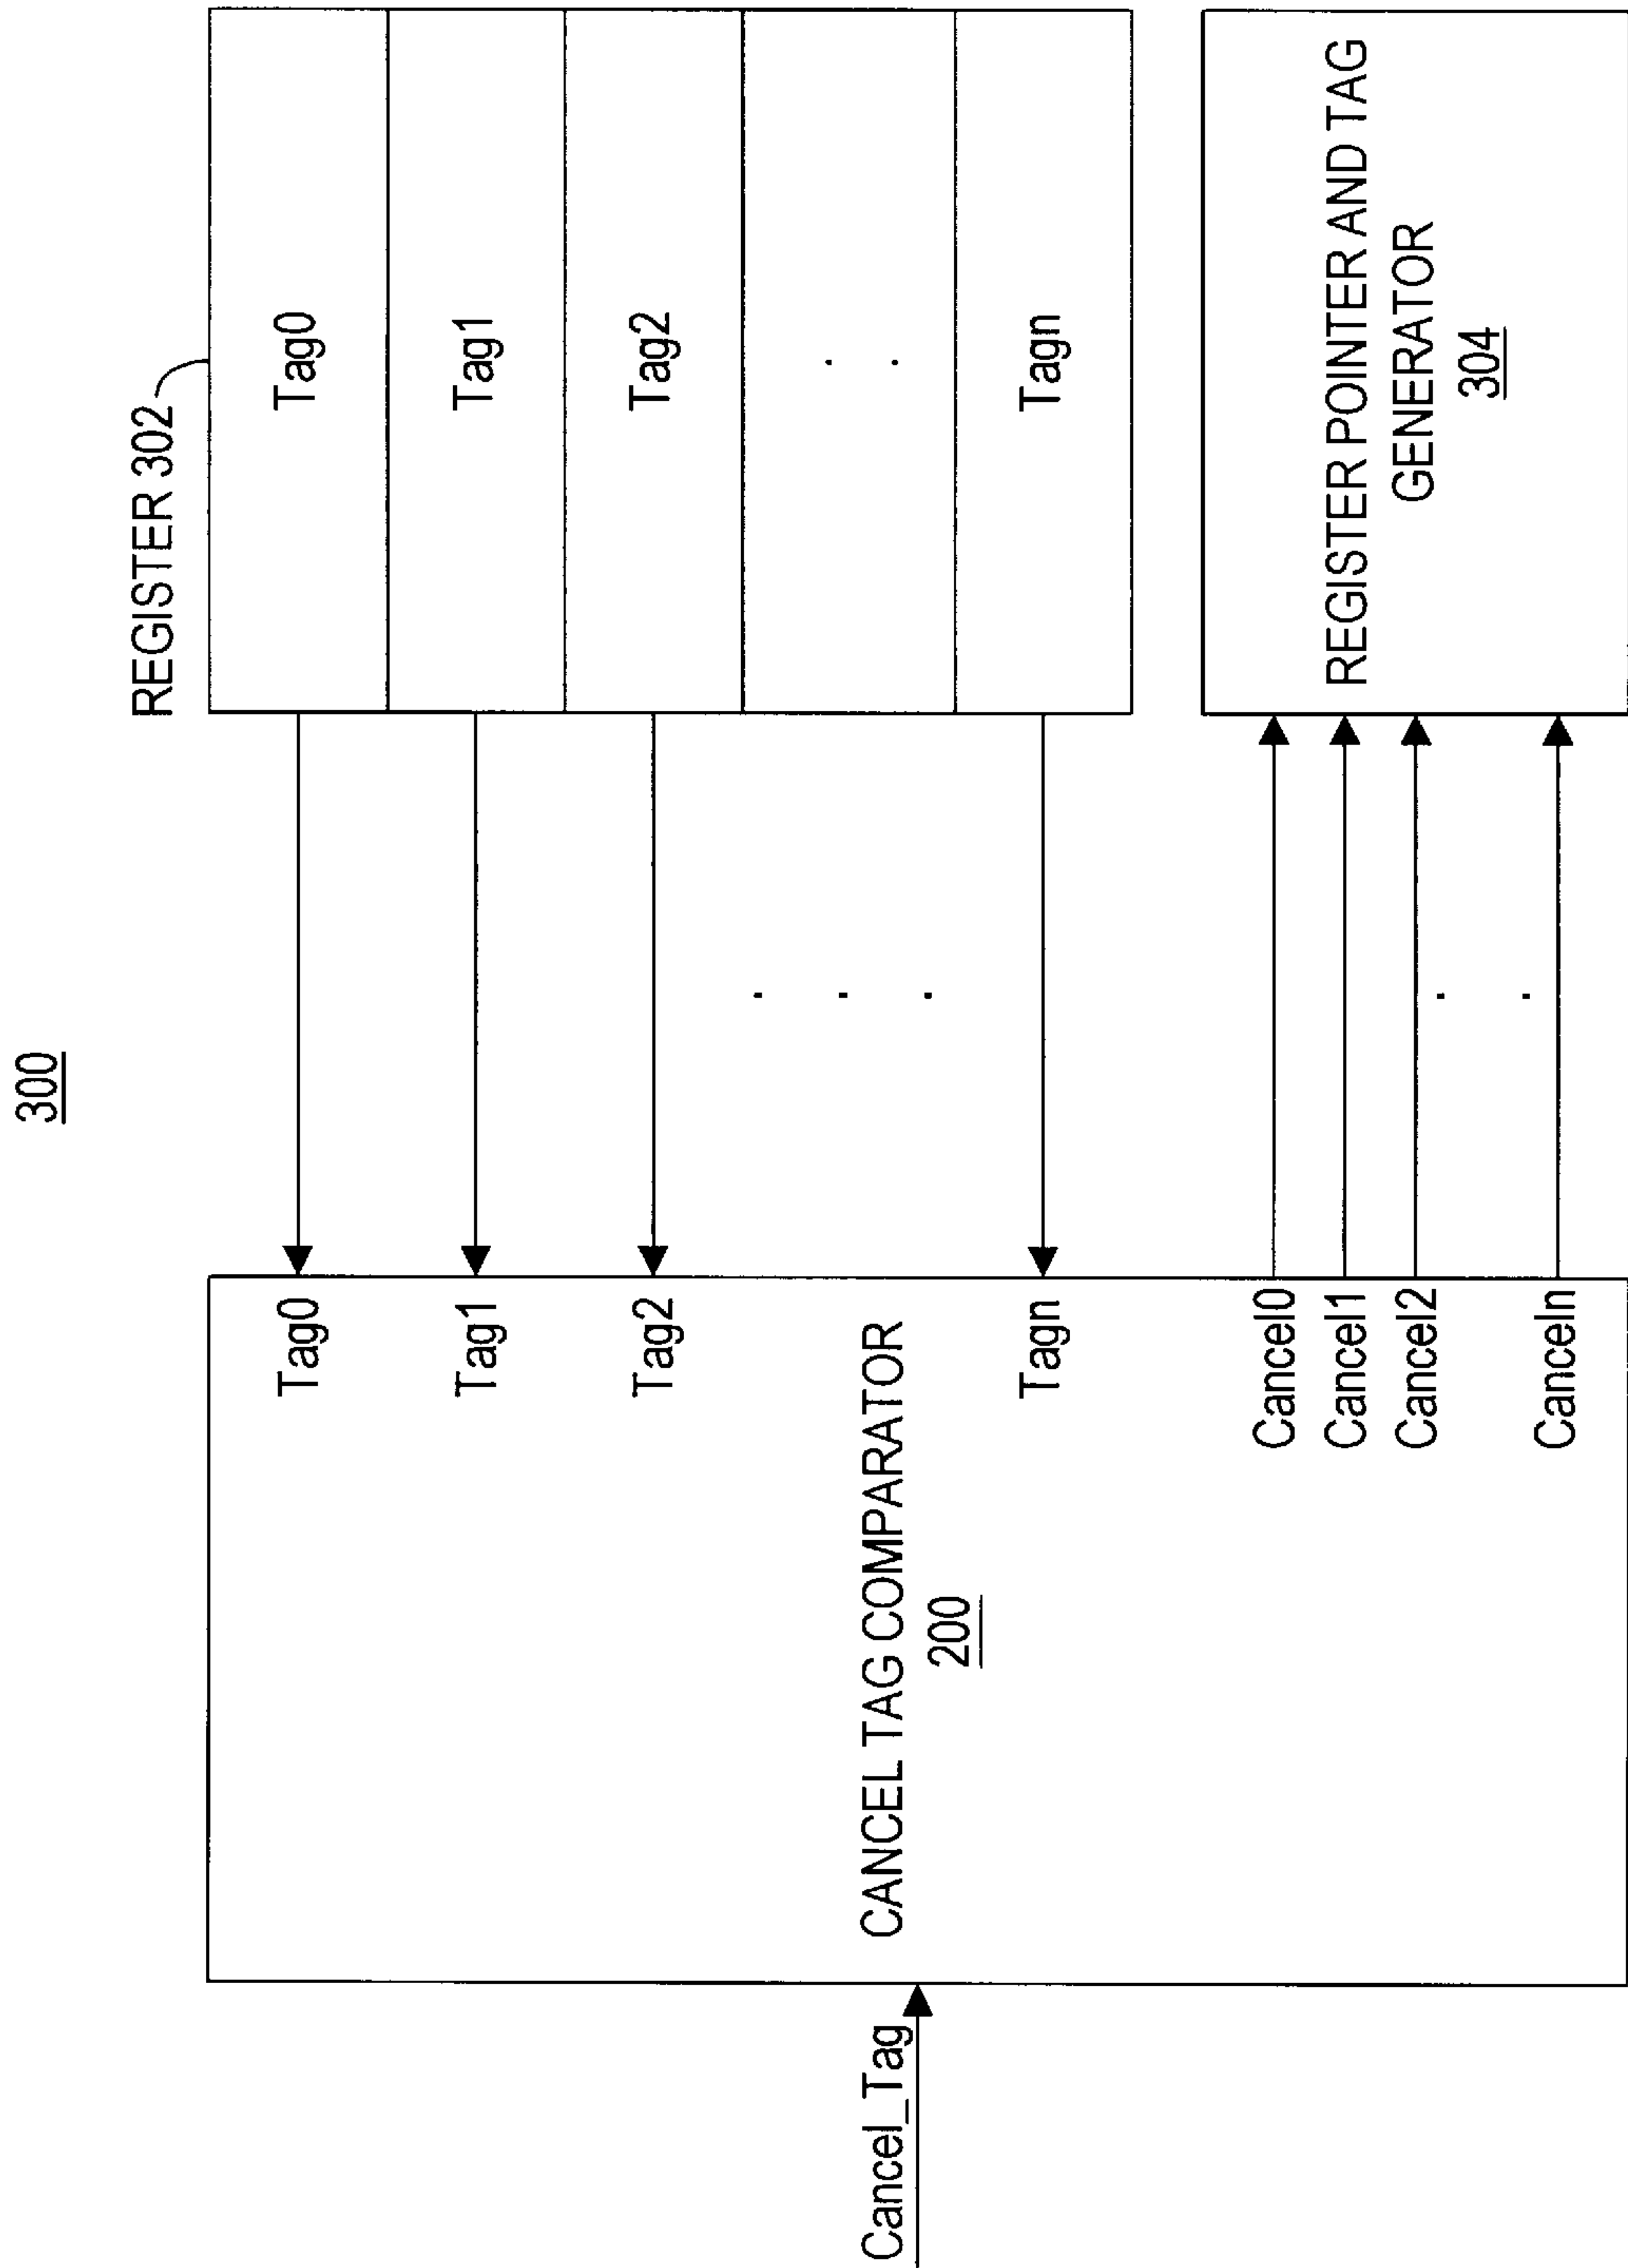 300
REGISTER 302
Tag0
Tag1
Tag2
Tagn
Cancel_Tag
CANCEL TAG COMPARATOR
200
Tag0
Tag1
Tag2
Tagn
Cancel0
Cancel1
Cancel2
Canceln
REGISTER POINTER AND TAG
GENERATOR
304